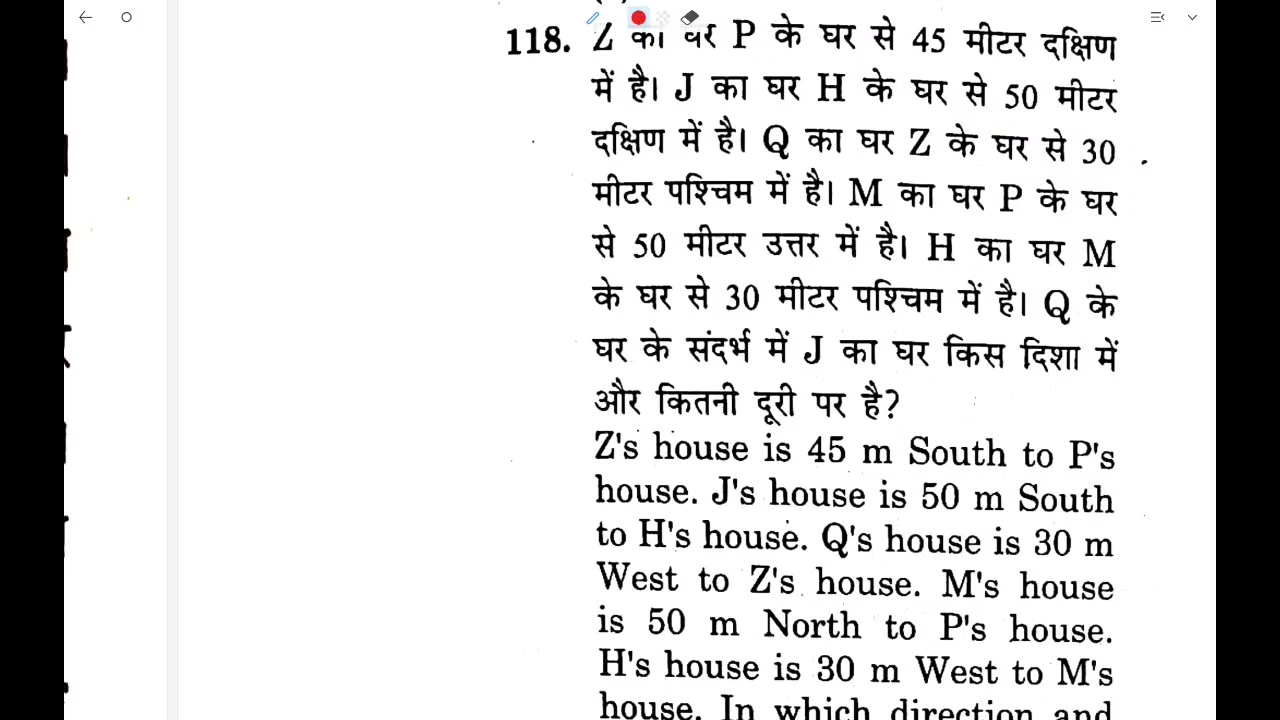 118. Z का घर P के घर से 45 मीटर दक्षिण
में है। J का घर H के घर से 50 मीटर
दक्षिण में है। Q का घर Z के घर से 30
मीटर पश्चिम में है। M का घर P के घर
से 50 मीटर उत्तर में है। H का घर M
के घर से 30 मीटर पश्चिम में है। Q के
घर के संदर्भ में J का घर किस दिशा में
और कितनी दूरी पर है?
Z's house is 45 m South to P's
house. J's house is 50 m South
to H's house. Q's house is 30 m
West to Z's house. M's house
is 50 m North to P's house.
H's house is 30 m West to M's
house. In which direction and